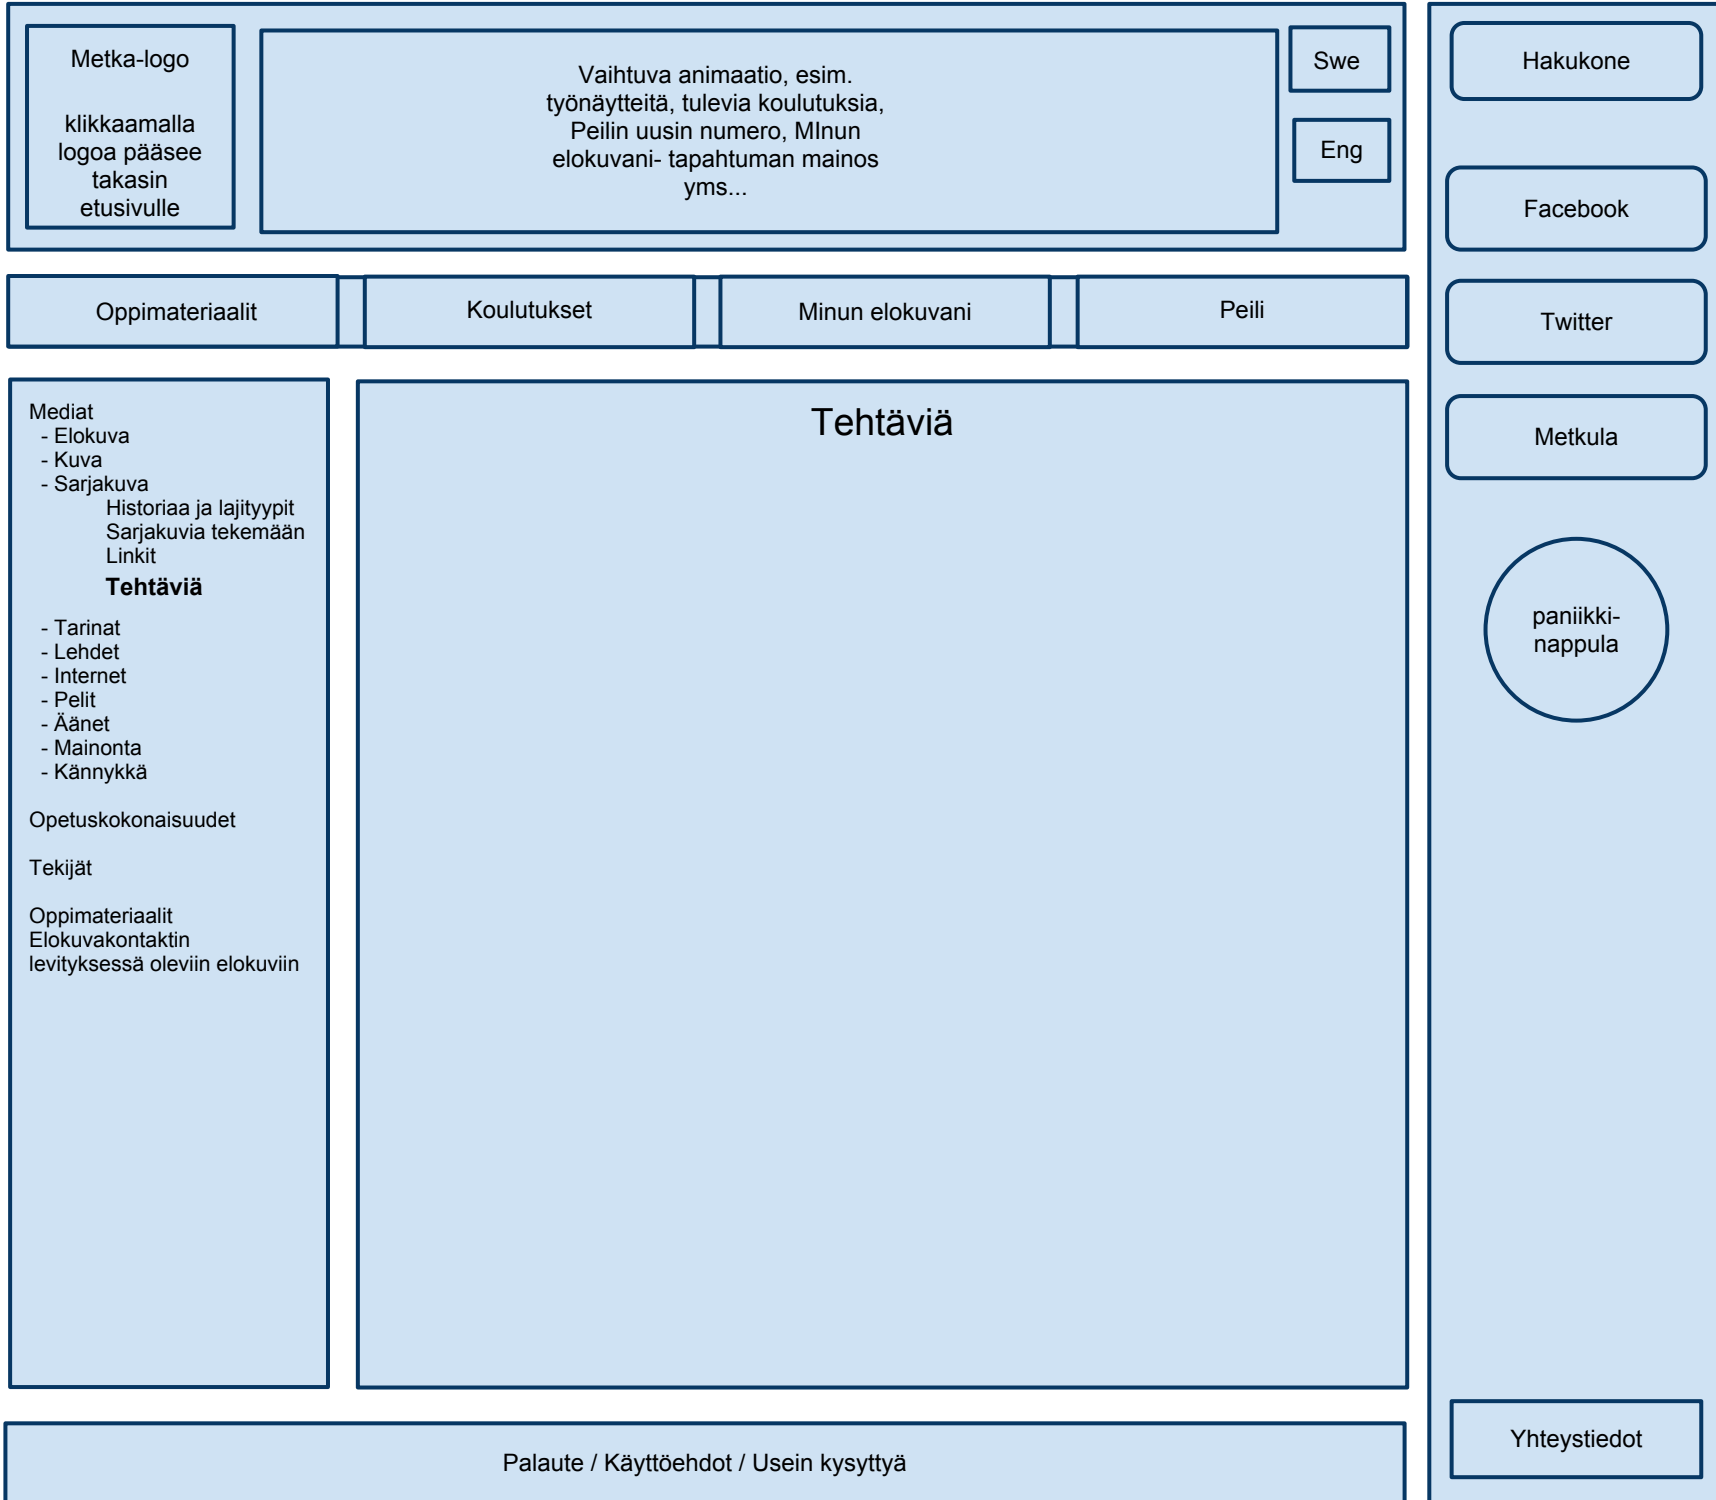 Metka-logo
klikkaamalla
logoa pääsee
takasin
etusivulle
Vaihtuva animaatio, esim.
työnäytteitä, tulevia koulutuksia,
Peilin uusin numero, MInun
elokuvani- tapahtuman mainos
yms...
Swe
Eng
Hakukone
Facebook
Twitter
Metkula
paniikki-
nappula
Yhteystiedot
Oppimateriaalit
Koulutukset
Minun elokuvani
Peili
Mediat
- Elokuva
- Kuva
- Sarjakuva
Historiaa ja lajityypit
Sarjakuvia tekemään
Linkit
Tehtäviä
- Tarinat
- Lehdet
- Internet
- Pelit
- Äänet
- Mainonta
- Kännykkä
Opetuskokonaisuudet
Tekijät
Oppimateriaalit
Elokuvakontaktin
levityksessä oleviin elokuviin
Tehtäviä
Palaute / Käyttöehdot / Usein kysyttyä